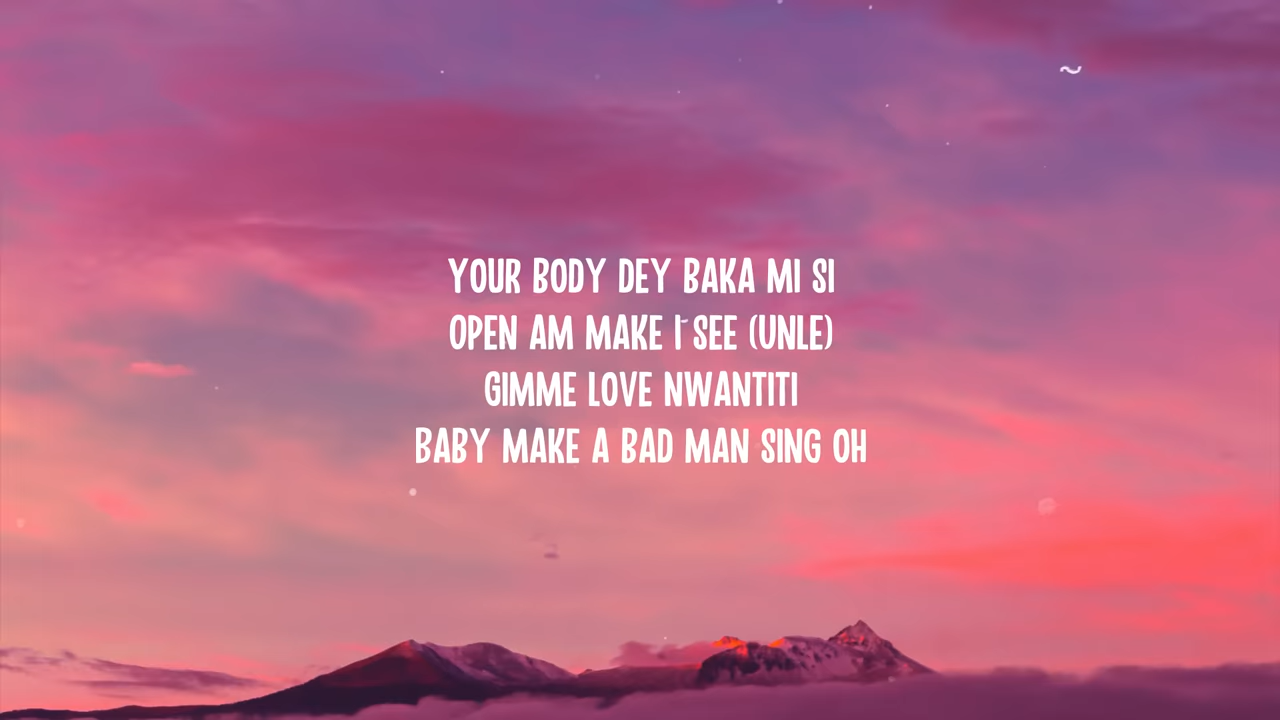 ~
YOUR BODY DEY BAKA MI SI
OPEN AM MAKE I SEE (UNLE)
GIMME LOVE NWANTITI
BABY MAKE A BAD MAN SING OH